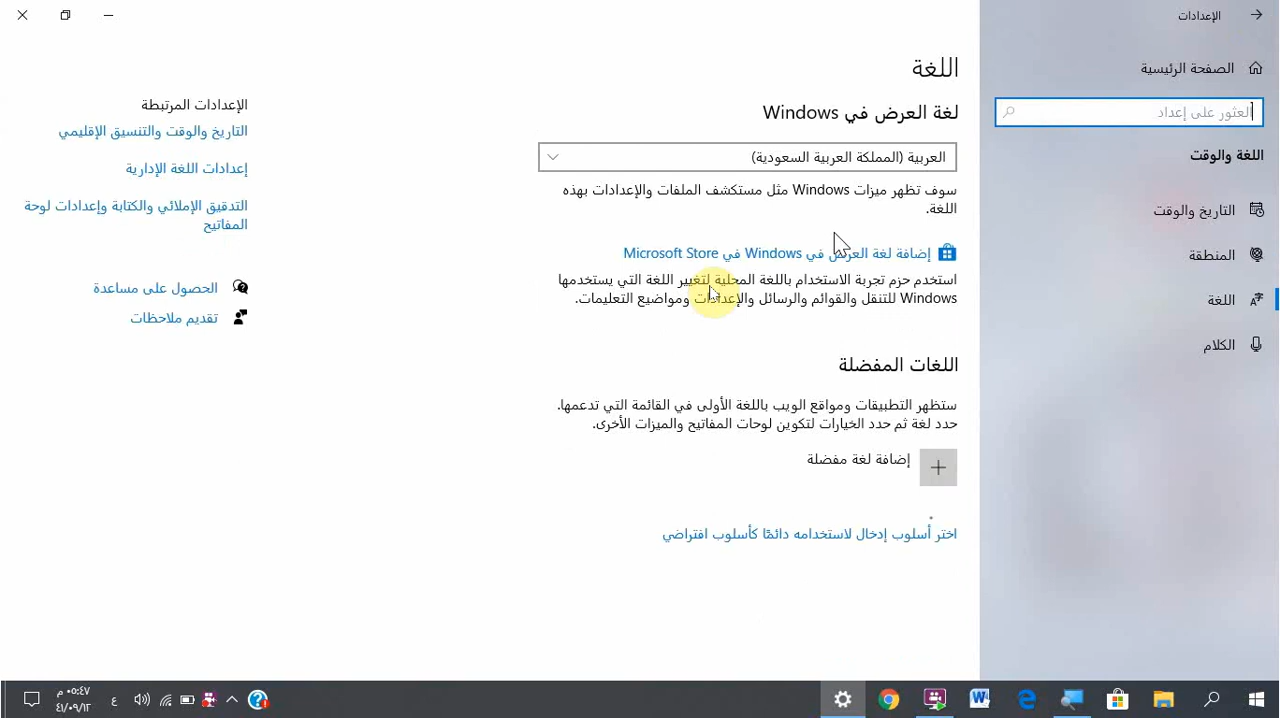 الإعدادات
الصفحة الرئيسية
العثور على إعداد
اللغة والوقت
التاريخ والوقت
المنطقة
اللغة
الكلام
اللغة
لغة العرض في Windows
العربية (المملكة العربية السعودية)
سوف تظهر ميزات Windows مثل مستكشف الملفات والإعدادات بهذه
اللغة.
إضافة لغة العرض في Windows في Microsoft Store
استخدم حزم تجربة الاستخدام باللغة المحلية لتغيير اللغة التي يستخدمها
Windows للتنقل والقوائم والرسائل والإعدادات ومواضيع التعليمات.
اللغات المفضلة
ستظهر التطبيقات ومواقع الويب باللغة الأولى في القائمة التي تدعمها.
حدد لغة ثم حدد الخيارات لتكوين لوحات المفاتيح والميزات الأخرى.
إضافة لغة مفضلة
اختر أسلوب إدخال لاستخدامه دائمًا كأسلوب افتراضي
الإعدادات المرتبطة
التاريخ والوقت والتنسيق الإقليمي
إعدادات اللغة الإدارية
التدقيق الإملائي والكتابة وإعدادات لوحة
المفاتيح
الحصول على مساعدة
تقديم ملاحظات
ع
٠٥:٤٧ م
٤١/٠٩/١٢